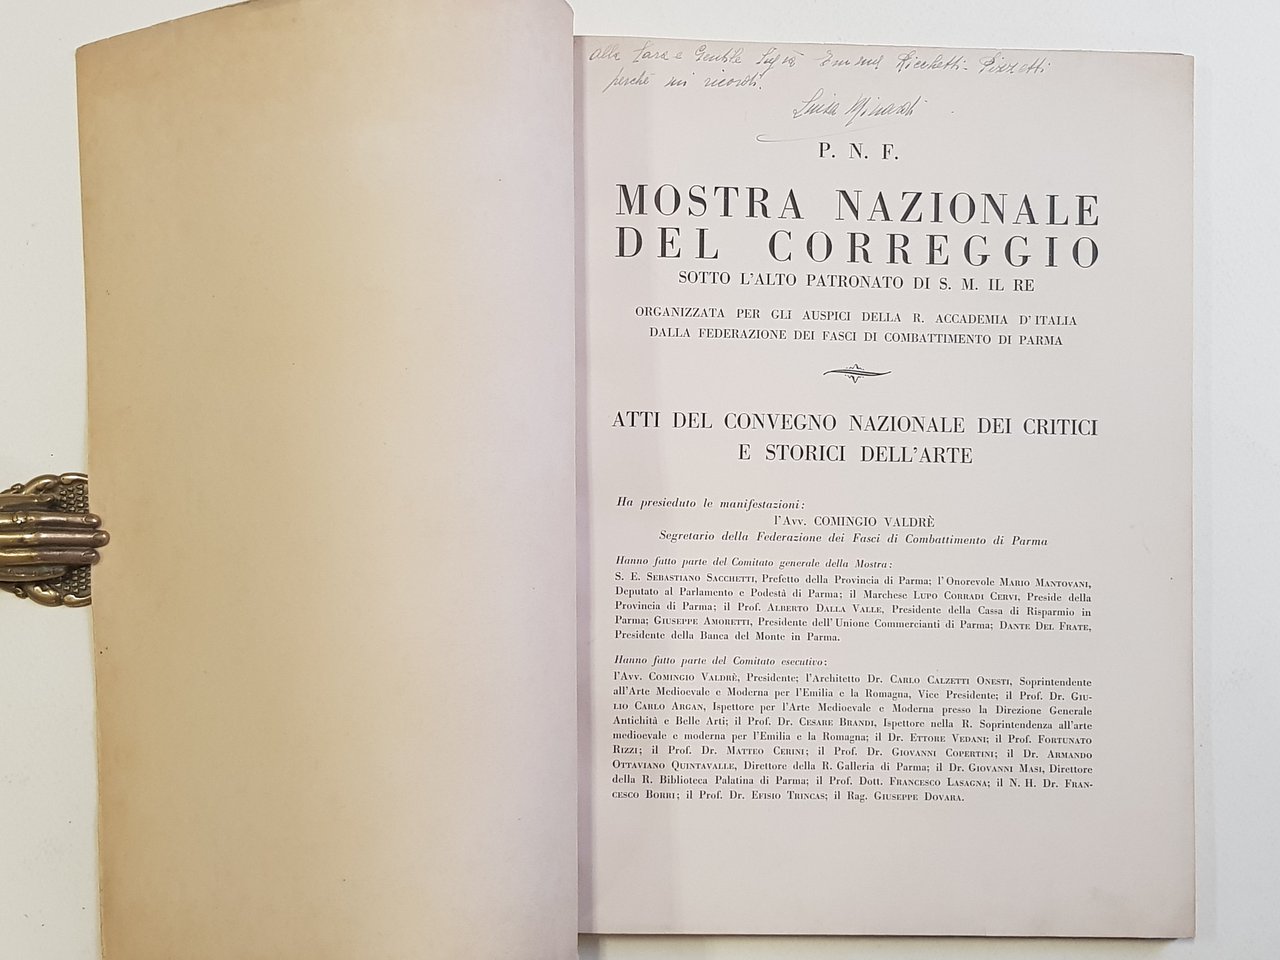 alla Cara e Gentile Sig.ra Ricchetti - Pizzetti
perché mi ricordi.
Luisa Minardi
P. N. F.
MOSTRA NAZIONALE
DEL CORREGGIO
SOTTO L'ALTO PATRONATO DI S. M. IL RE
ORGANIZZATA PER GLI AUSPICI DELLA R. ACCADEMIA D'ITALIA
DALLA FEDERAZIONE DEI FASCI DI COMBATTIMENTO DI PARMA
ATTI DEL CONVEGNO NAZIONALE DEI CRITICI
E STORICI DELL'ARTE
Ha presieduto le manifestazioni:
l'Avv. COMINGIO VALDRÈ
Segretario della Federazione dei Fasci di Combattimento di Parma
Hanno fatto parte del Comitato generale della Mostra:
S. E. SEBASTIANO SACCHETTI, Prefetto della Provincia di Parma; l'Onorevole MARIO MANTOVANI,
Deputato al Parlamento e Podestà di Parma; il Marchese LUPO CORRADI CERVI, Preside della
Provincia di Parma; il Prof. ALBERTO DALLA VALLE, Presidente della Cassa di Risparmio in
Parma; GIUSEPPE AMORETTI, Presidente dell'Unione Commercianti di Parma; DANTE DEL FRATE,
Presidente della Banca del Monte in Parma.
Hanno fatto parte del Comitato esecutivo:
l'Avv. COMINGIO VALDRÈ, Presidente; l'Architetto Dr. CARLO CALZETTI ONESTI, Soprintendente
all'Arte Medioevale e Moderna per l'Emilia e la Romagna, Vice Presidente; il Prof. Dr. GIU-
LIO CARLO ARGAN, Ispettore per l'Arte Medioevale e Moderna presso la Direzione Generale
Antichità e Belle Arti; il Prof. Dr. CESARE BRANDI, Ispettore nella R. Soprintendenza all'arte
medioevale e moderna per l'Emilia e la Romagna; il Dr. ETTORE VEDANI; il Prof. FORTUNATO
RIZZI; il Prof. Dr. MATTEO CERINI; il Prof. Dr. GIOVANNI COPERTINI; il Dr. ARMANDO
OTTAVIANO QUINTAVALLE, Direttore della R. Galleria di Parma; il Dr. GIOVANNI MASI, Direttore
della R. Biblioteca Palatina di Parma; il Prof. Dott. FRANCESCO LASAGNA; il N. H. Dr. FRAN-
CESCO BORRI; il Prof. Dr. EFISIO TRINCAS; il Rag. GIUSEPPE DOVARA.